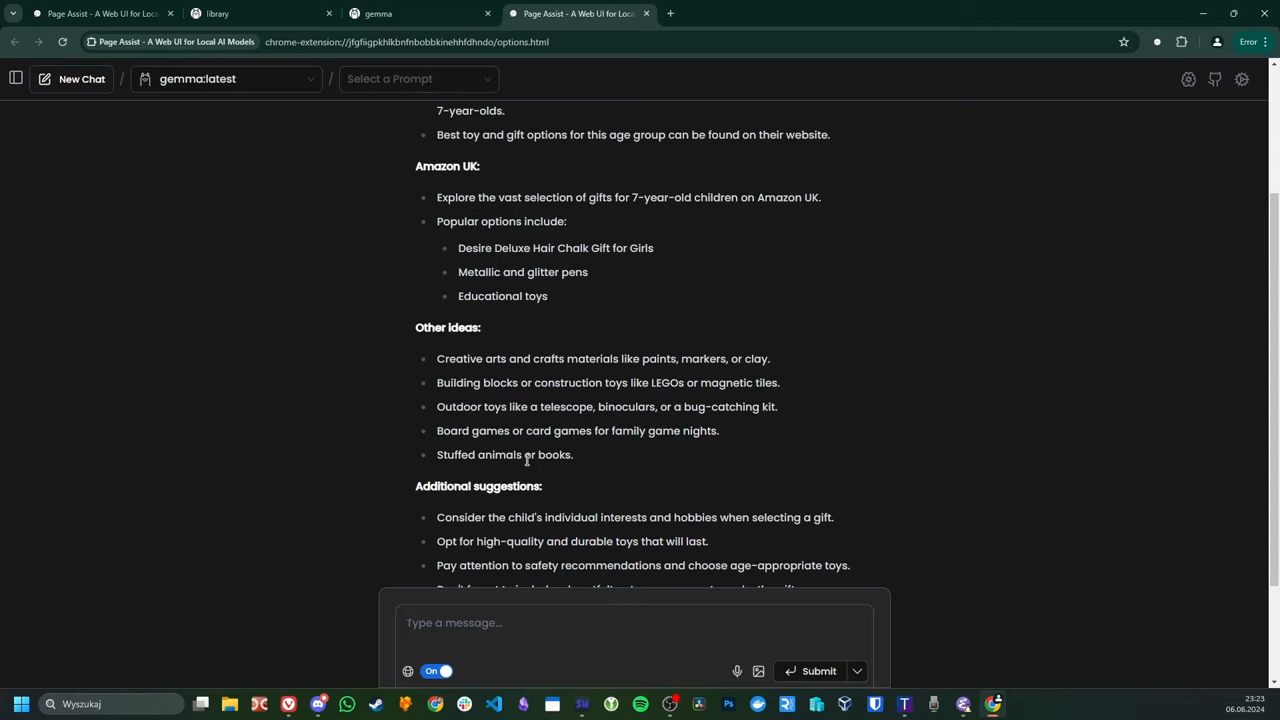 Page Assist - A Web UI for Loca
library
gemma
Page Assist - A Web UI for Loca
Page Assist - A Web UI for Local AI Models
chrome-extension://jfgfiigpkhlkbnfnbobbkinehhfdhndo/options.html
Error
New Chat / gemma:latest / Select a Prompt
7-year-olds.
Best toy and gift options for this age group can be found on their website.
Amazon UK:
Explore the vast selection of gifts for 7-year-old children on Amazon UK.
Popular options include:
Desire Deluxe Hair Chalk Gift for Girls
Metallic and glitter pens
Educational toys
Other ideas:
Creative arts and crafts materials like paints, markers, or clay.
Building blocks or construction toys like LEGOs or magnetic tiles.
Outdoor toys like a telescope, binoculars, or a bug-catching kit.
Board games or card games for family game nights.
Stuffed animals or books.
Additional suggestions:
Consider the child's individual interests and hobbies when selecting a gift.
Opt for high-quality and durable toys that will last.
Pay attention to safety recommendations and choose age-appropriate toys.
Type a message...
On
Submit
Wyszukaj
23:23
06.06.2024